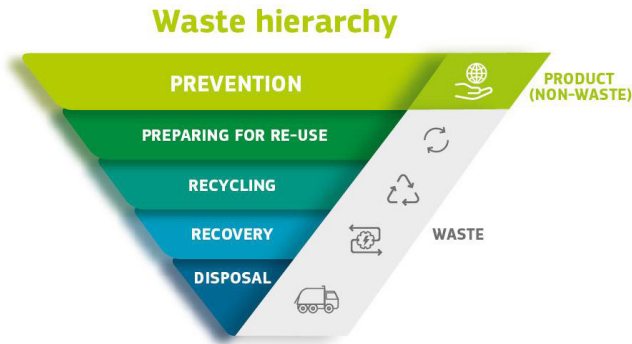 Waste hierarchy
PREVENTION
PRODUCT
(NON-WASTE)
PREPARING FOR RE-USE
RECYCLING
RECOVERY
WASTE
DISPOSAL